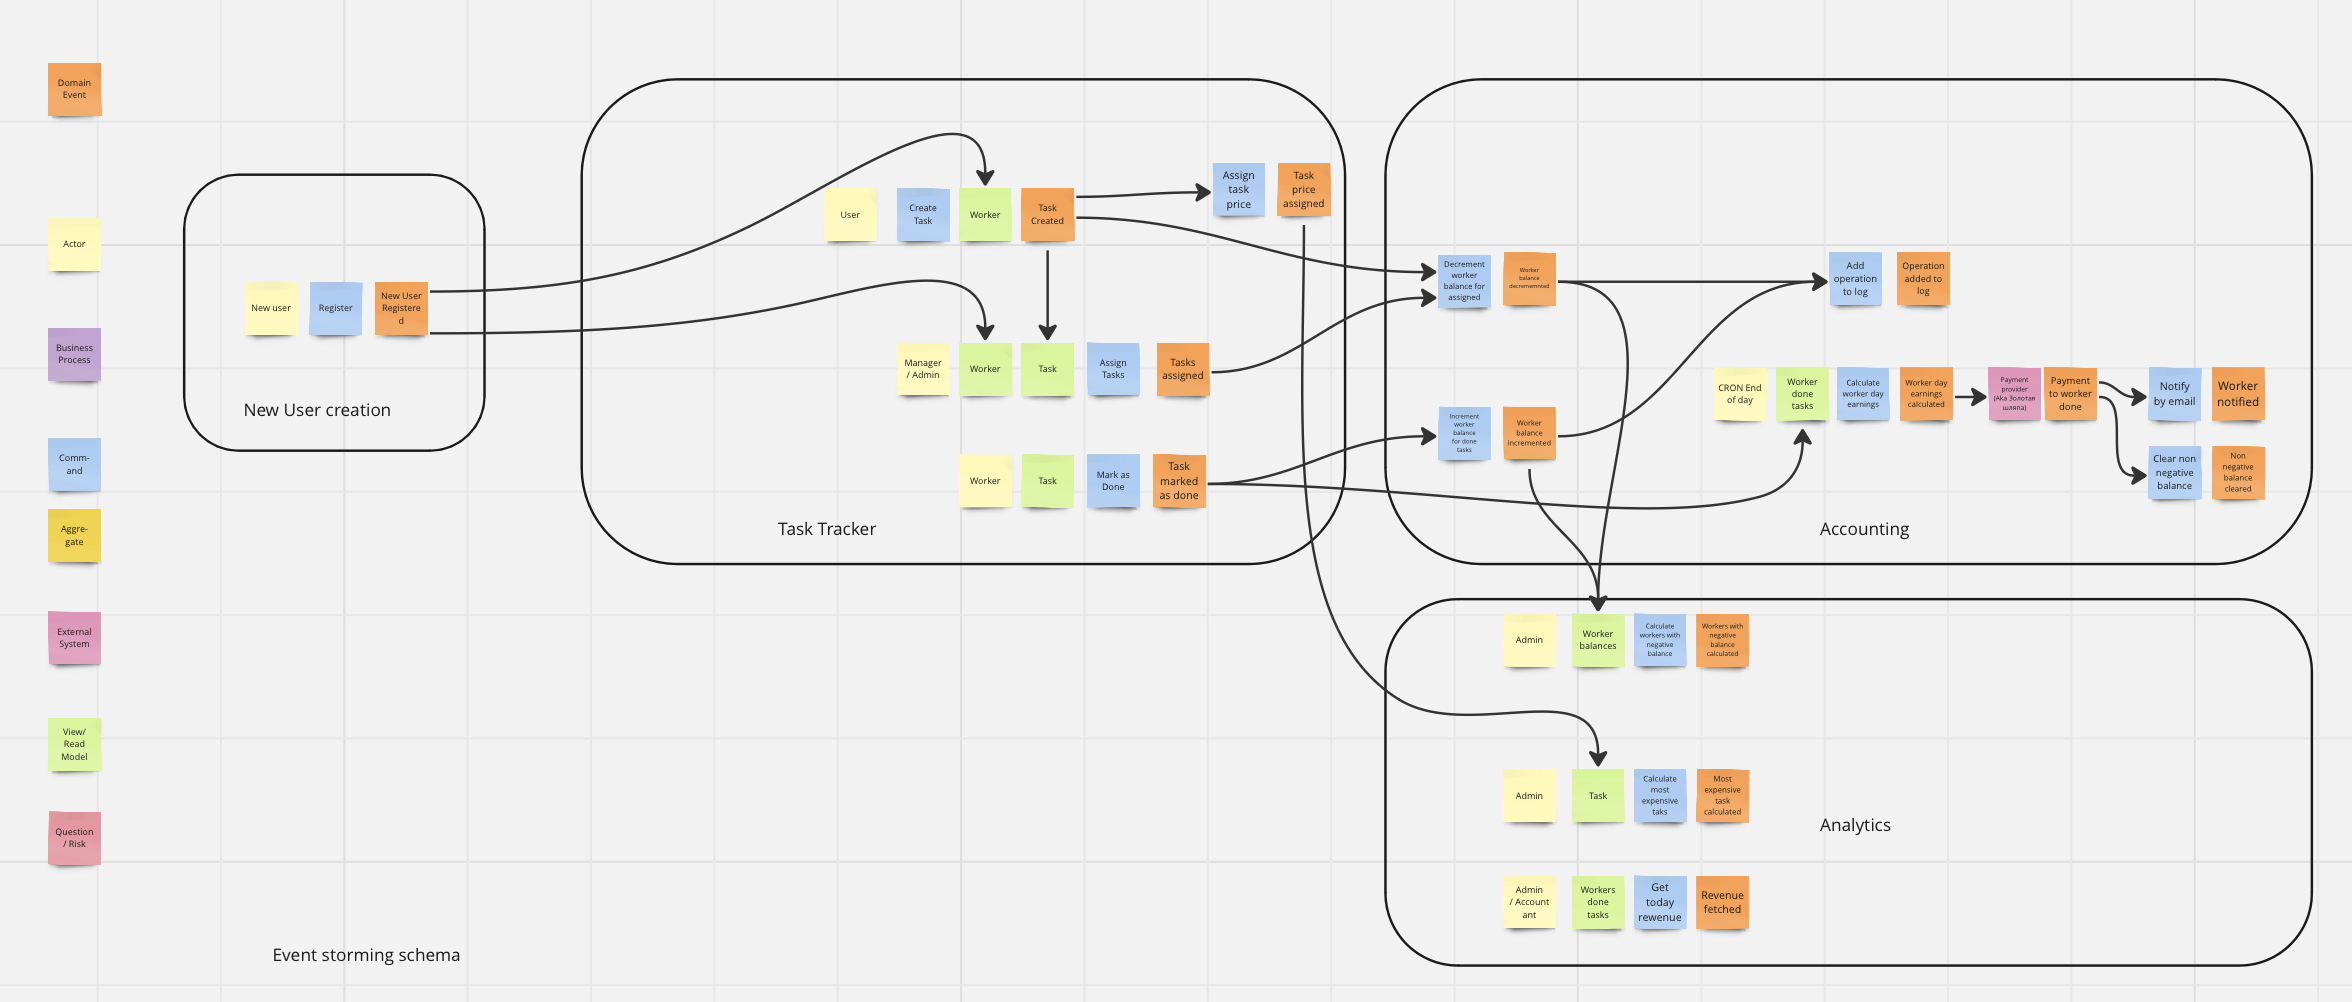 Domain
Event
Actor
Business
Process
Comm-
and
Aggre-
gate
External
System
View/
Read
Model
Question
/ Risk
New user
Register
New User
Registere
d
New User creation
User
Create
Task
Worker
Task
Created
Assign
task
price
Task
price
assigned
Manager
/ Admin
Worker
Task
Assign
Tasks
Tasks
assigned
Worker
Task
Mark as
Done
Task
marked
as done
Task Tracker
Decrement
worker
balance for
assigned
Worker
balance
decrememnted
Add
operation
to log
Operation
added to
log
Increment
worker
balance
for done
tasks
Worker
balance
incremented
CRON End
of day
Worker
done
tasks
Calculate
worker day
earnings
Worker day
earnings
calculated
Payment
provider
(Aka Золотая
шляпа)
Payment
to worker
done
Notify
by email
Worker
notified
Clear non
negative
balance
Non
negative
balance
cleared
Accounting
Admin
Worker
balances
Calculate
workers with
negative
balance
Workers with
negative
balance
calculated
Admin
Task
Calculate
most
expensive
taks
Most
expensive
task
calculated
Analytics
Admin
/ Account
ant
Workers
done
tasks
Get
today
rewenue
Revenue
fetched
Event storming schema